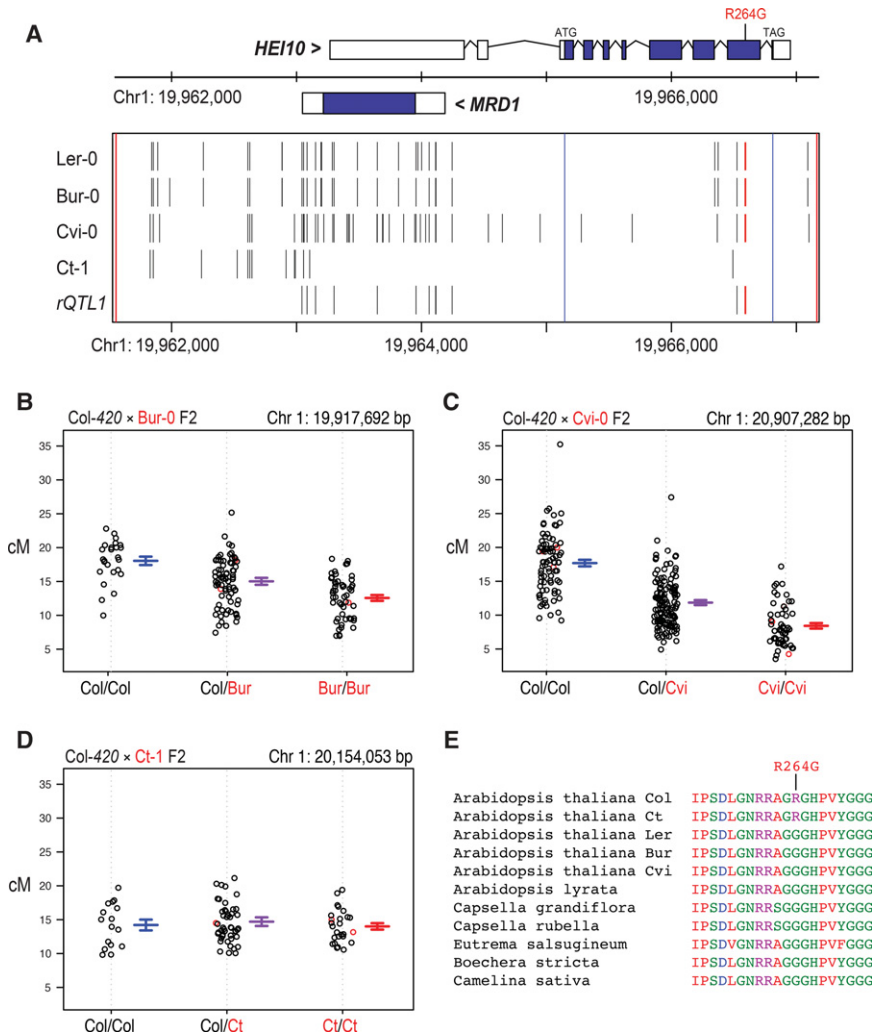 A
R264G
HEI10 >
ATG
TAG
Chr1: 19,962,000
19,966,000
< MRD1
Ler-0
Bur-0
Cvi-0
Ct-1
rQTL1
Chr1: 19,962,000
19,964,000
19,966,000
B
Col-420 × Bur-0 F2
Chr 1: 19,917,692 bp
35
30
25
20
cM
15
10
5
Col/Col
Col/Bur
Bur/Bur
C
Col-420 × Cvi-0 F2
Chr 1: 20,907,282 bp
35
30
25
20
cM
15
10
5
Col/Col
Col/Cvi
Cvi/Cvi
D
Col-420 × Ct-1 F2
Chr 1: 20,154,053 bp
35
30
25
20
cM
15
10
5
Col/Col
Col/Ct
Ct/Ct
E
R264G
Arabidopsis thaliana Col IPSDLGNRRAGRGHPVYGGG
Arabidopsis thaliana Ct IPSDLGNRRAGRGHPVYGGG
Arabidopsis thaliana Ler IPSDLGNRRAGGGHPVYGGG
Arabidopsis thaliana Bur IPSDLGNRRAGGGHPVYGGG
Arabidopsis thaliana Cvi IPSDLGNRRAGGGHPVYGGG
Arabidopsis lyrata IPSDLGNRRAGGGHPVYGGG
Capsella grandiflora IPSDLGNRRSGGGHPVYGGG
Capsella rubella IPSDLGNRRSGGGHPVYGGG
Eutrema salsugineum IPSDVGNRRAGGGHPVFGGG
Boechera stricta IPSDLGNRRAGGGHPVYGGG
Camelina sativa IPSDLGNRRAGGGHPVYGGG